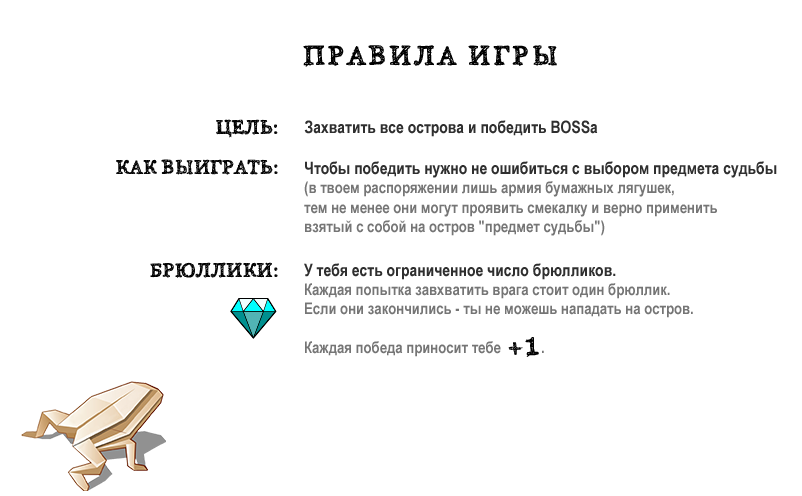 ПРАВИЛА ИГРЫ
ЦЕЛЬ: Захватить все острова и победить BOSSa
КАК ВЫИГРАТЬ: Чтобы победить нужно не ошибиться с выбором предмета судьбы
(в твоем распоряжении лишь армия бумажных лягушек,
тем не менее они могут проявить смекалку и верно применить
взятый с собой на остров "предмет судьбы")
БРЮЛЛИКИ: У тебя есть ограниченное число брюлликов.
Каждая попытка завхватить врага стоит один брюллик.
Если они закончились - ты не можешь нападать на остров.
Каждая победа приносит тебе +1.